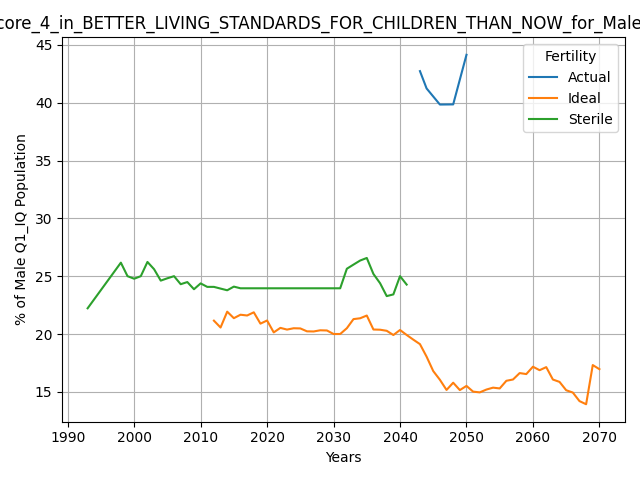 core_4_in_BETTER_LIVING_STANDARDS_FOR_CHILDREN_THAN_NOW_for_Male
Fertility
Actual
Ideal
Sterile
% of Male Q1_IQ Population
45
40
35
30
25
20
15
1990 2000 2010 2020 2030 2040 2050 2060 2070
Years